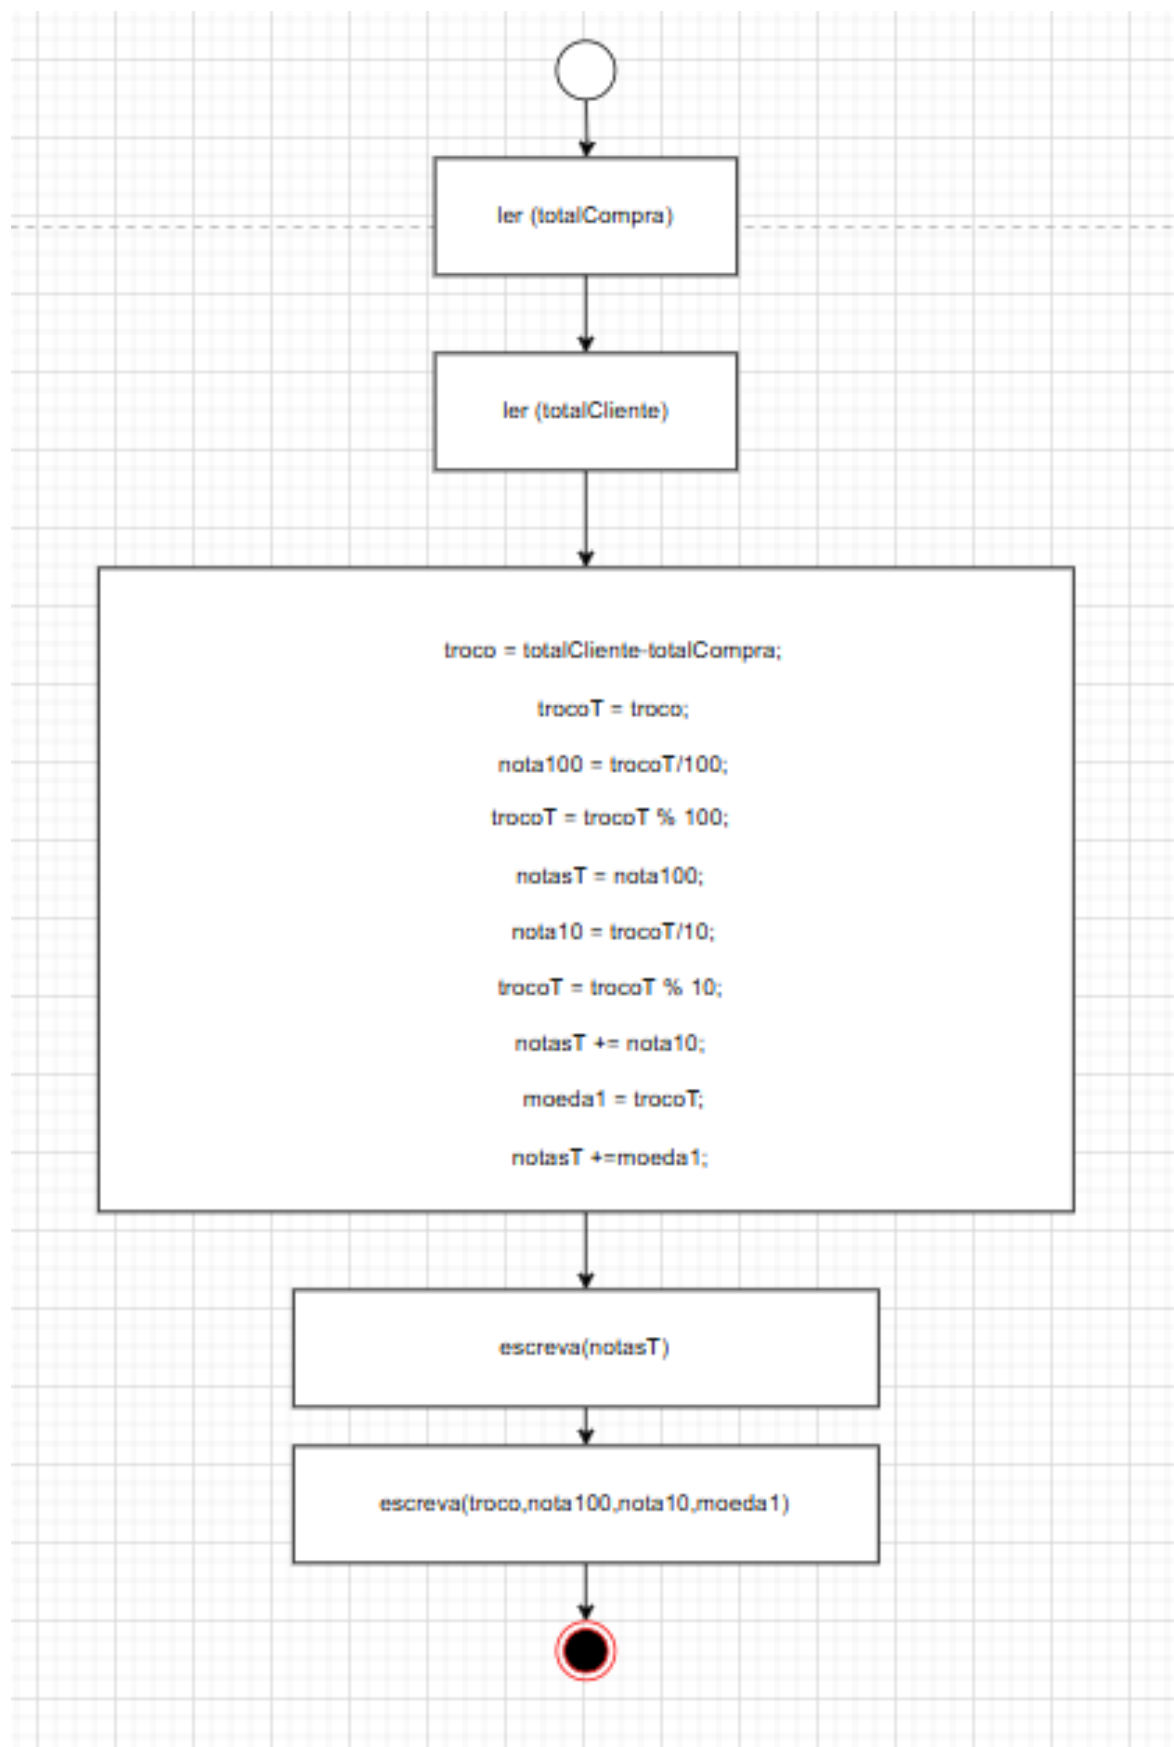 ler (totalCompra)
ler (totalCliente)
troco = totalCliente-totalCompra;
trocoT = troco;
nota100 = trocoT/100;
trocoT = trocoT % 100;
notasT = nota100;
nota10 = trocoT/10;
trocoT = trocoT % 10;
notasT += nota10;
moeda1 = trocoT;
notasT +=moeda1;
escreva(notasT)
escreva(troco,nota100,nota10,moeda1)